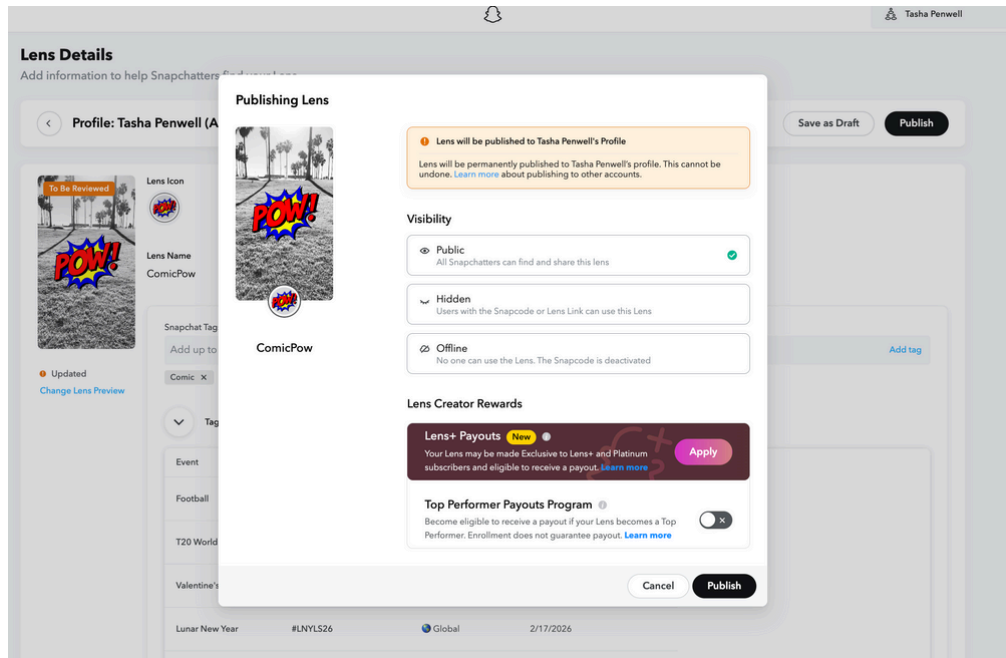 Tasha Penwell
Lens Details
Add information to help Snapchatters find your Lens
Profile: Tasha Penwell (A
Save as Draft
Publish
To Be Reviewed
POW!
Updated
Change Lens Preview
Lens Icon
POW!
Lens Name
ComicPow
Snapchat Tag
Add up to
Add tag
Comic ×
Tag
Event
Football
T20 World
Valentine's
Lunar New Year #LNYLS26 Global 2/17/2026
Publishing Lens
POW!
POW!
ComicPow
Lens will be published to Tasha Penwell's Profile
Lens will be permanently published to Tasha Penwell's profile. This cannot be
undone. Learn more about publishing to other accounts.
Visibility
Public
All Snapchatters can find and share this lens
Hidden
Users with the Snapcode or Lens Link can use this Lens
Offline
No one can use the Lens. The Snapcode is deactivated
Lens Creator Rewards
Lens+ Payouts New
Your Lens may be made Exclusive to Lens+ and Platinum
subscribers and eligible to receive a payout. Learn more
Apply
Top Performer Payouts Program
Become eligible to receive a payout if your Lens becomes a Top
Performer. Enrollment does not guarantee payout. Learn more
Cancel
Publish